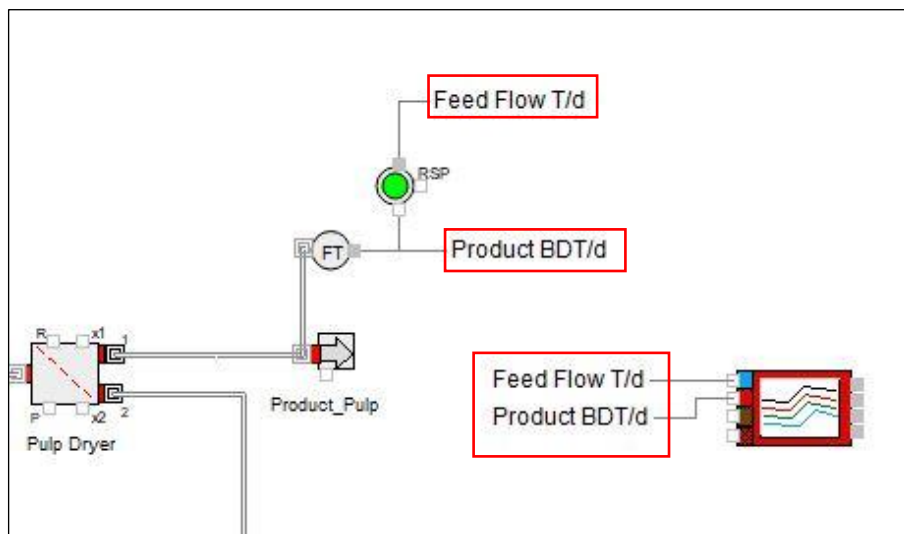 Feed Flow T/d
RSP
FT
Product BDT/d
R
x1
1
2
P
x2
Pulp Dryer
Product_Pulp
Feed Flow T/d
Product BDT/d